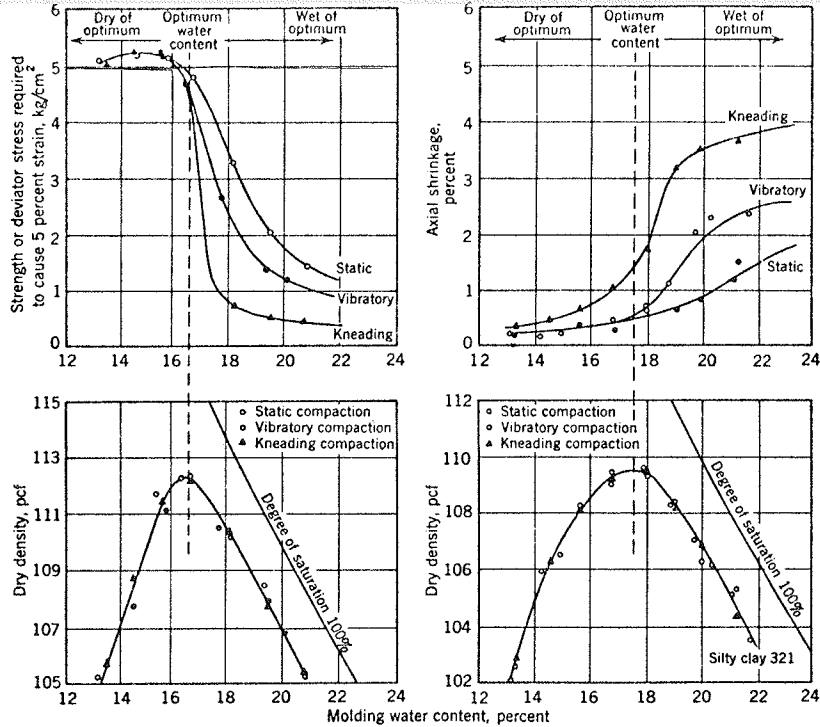 Dry of
optimum
Optimum
water
content
Wet of
optimum
Strength or deviator stress required
to cause 5 percent strain, kg/cm²
6
5
4
3
2
1
0
Static
Vibratory
Kneading
12 14 16 18 20 22 24
Dry of
optimum
Optimum
water
content
Wet of
optimum
Axial shrinkage,
percent
6
5
4
3
2
1
0
Kneading
Vibratory
Static
12 14 16 18 20 22 24
Dry density, pcf
115
113
111
109
107
105
Static compaction
Vibratory compaction
Kneading compaction
Degree of saturation 100%
12 14 16 18 20 22 24
Dry density, pcf
112
110
108
106
104
102
Static compaction
Vibratory compaction
Kneading compaction
Degree of saturation 100%
Silty clay 321
12 14 16 18 20 22 24
Molding water content, percent